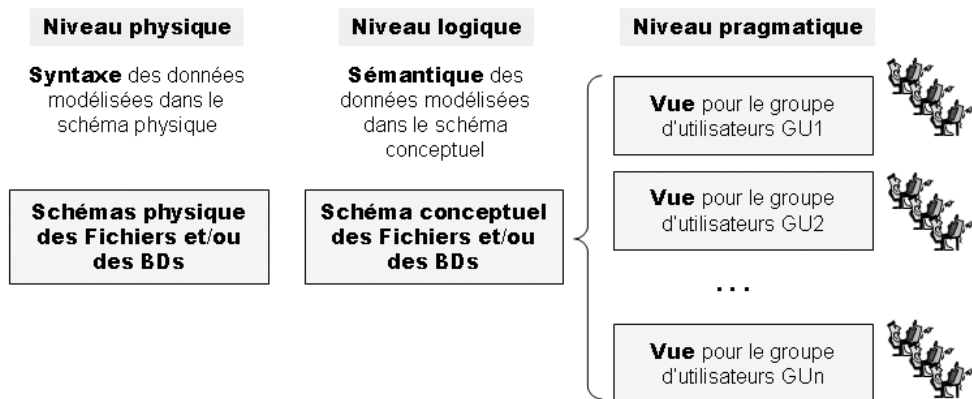 Niveau physique
Syntaxe des données
modélisées dans le
schéma physique
Schémas physique
des Fichiers et/ou
des BDs
Niveau logique
Sémantique des
données modélisées
dans le schéma
conceptuel
Schéma conceptuel
des Fichiers et/ou
des BDs
Niveau pragmatique
Vue pour le groupe
d'utilisateurs GU1
Vue pour le groupe
d'utilisateurs GU2
...
Vue pour le groupe
d'utilisateurs GUn